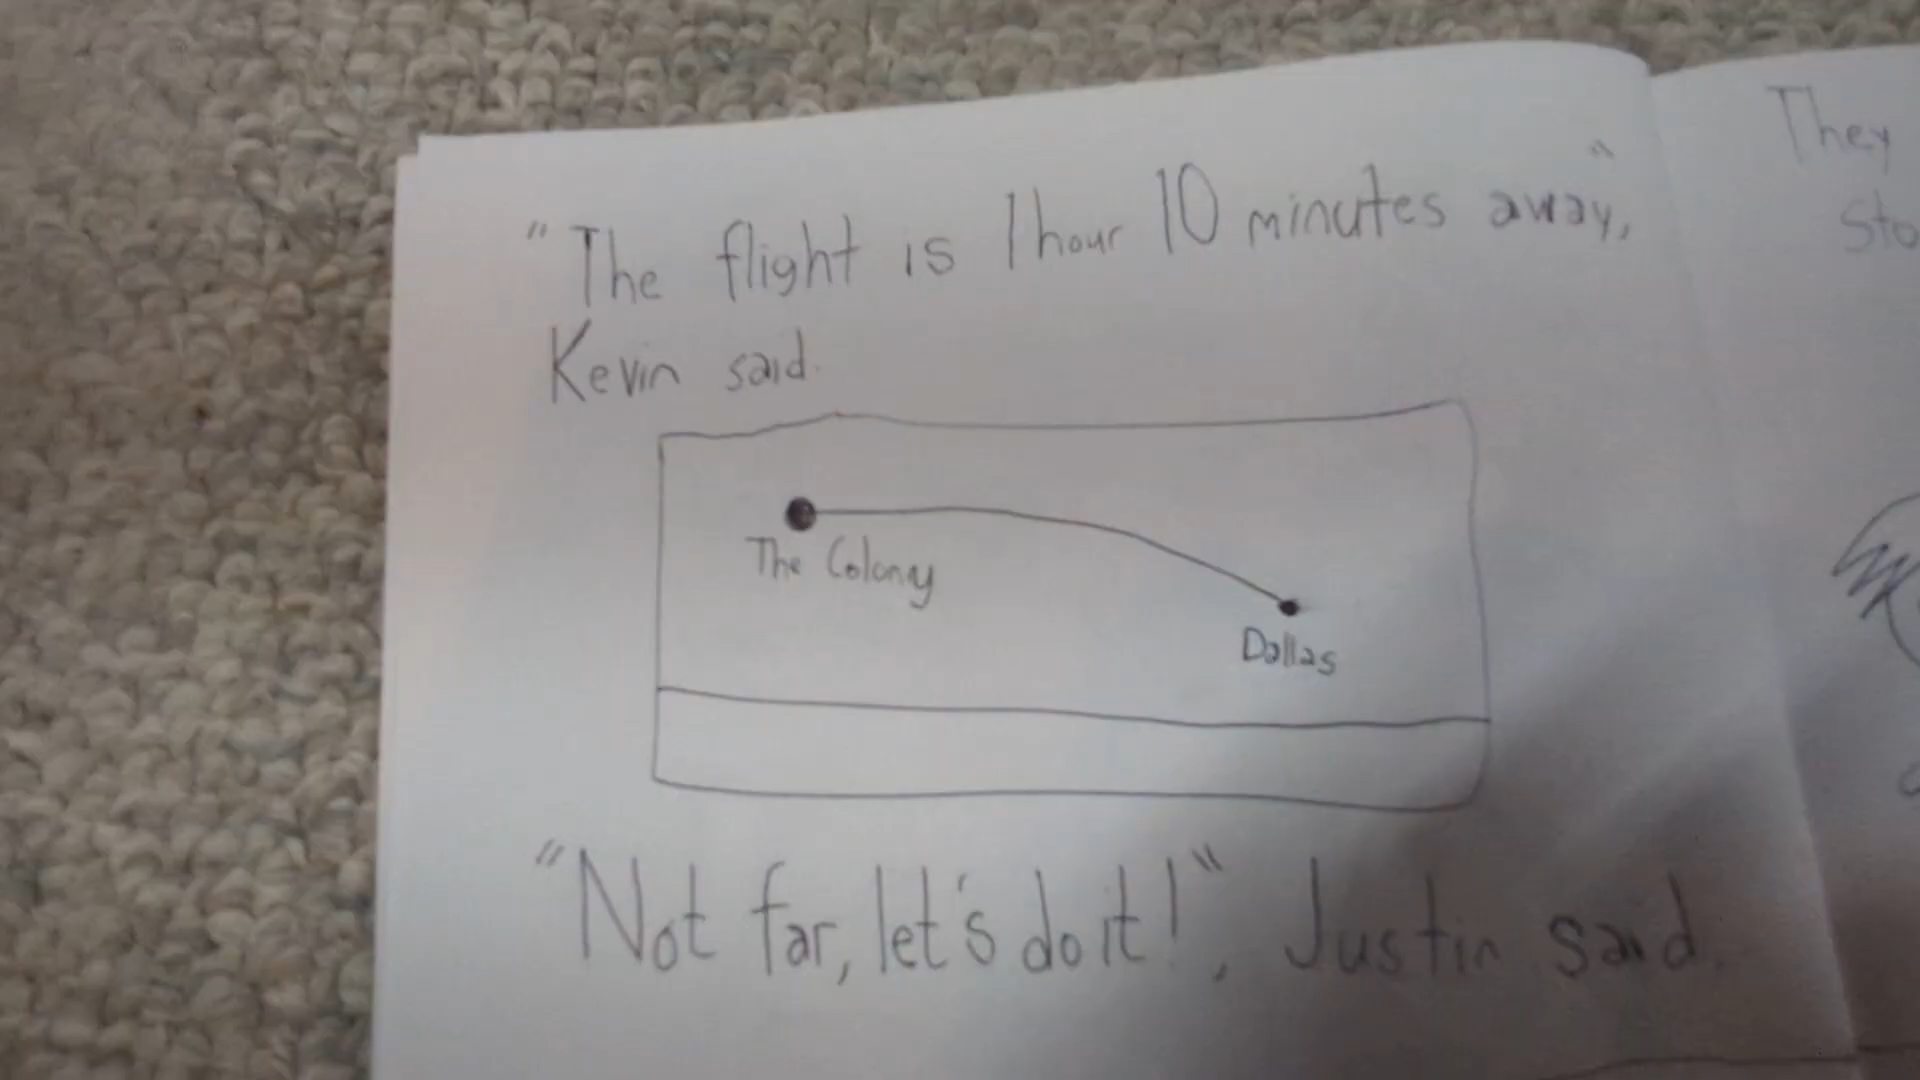 "The flight is 1 hour 10 minutes away,"
Kevin said.
The Colony
Dallas
"Not far, let's do it!", Justin said.
They